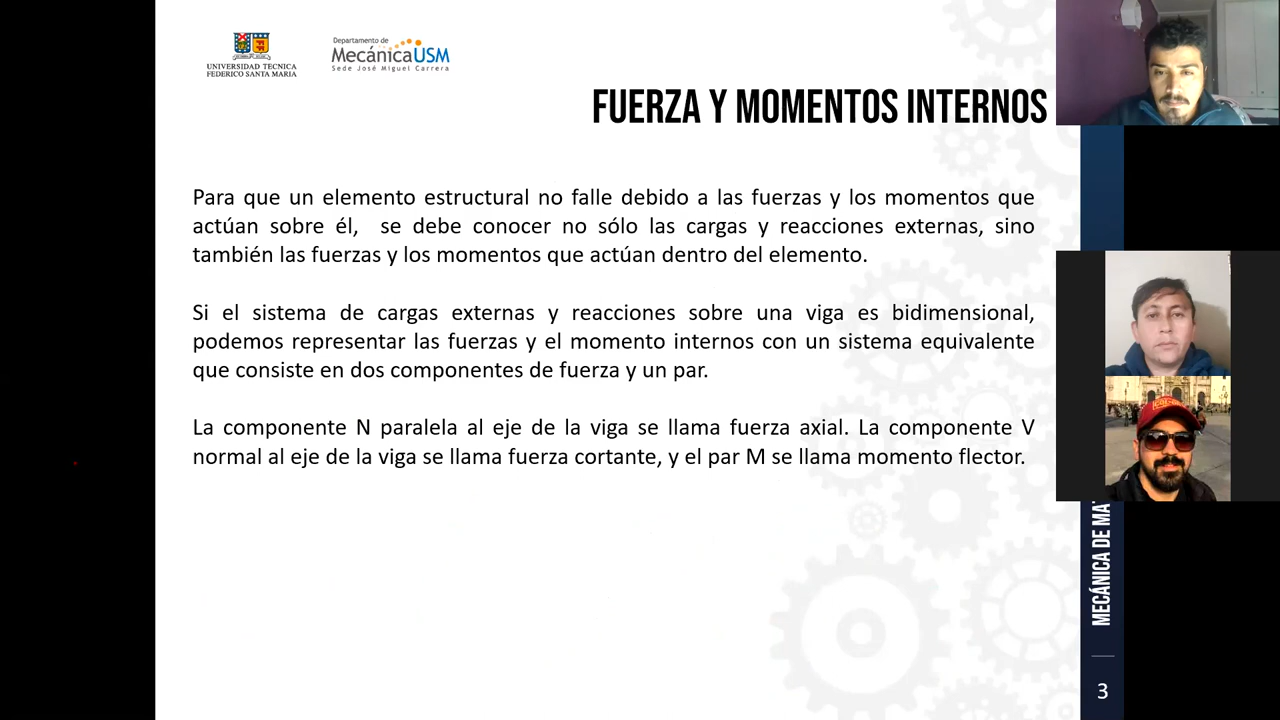 UNIVERSIDAD TECNICA
FEDERICO SANTA MARIA
Departamento de
MecánicaUSM
Sede José Miguel Carrera
FUERZA Y MOMENTOS INTERNOS
Para que un elemento estructural no falle debido a las fuerzas y los momentos que
actúan sobre él, se debe conocer no sólo las cargas y reacciones externas, sino
también las fuerzas y los momentos que actúan dentro del elemento.
Si el sistema de cargas externas y reacciones sobre una viga es bidimensional,
podemos representar las fuerzas y el momento internos con un sistema equivalente
que consiste en dos componentes de fuerza y un par.
La componente N paralela al eje de la viga se llama fuerza axial. La componente V
normal al eje de la viga se llama fuerza cortante, y el par M se llama momento flector.
MECÁNICA DE MA
3